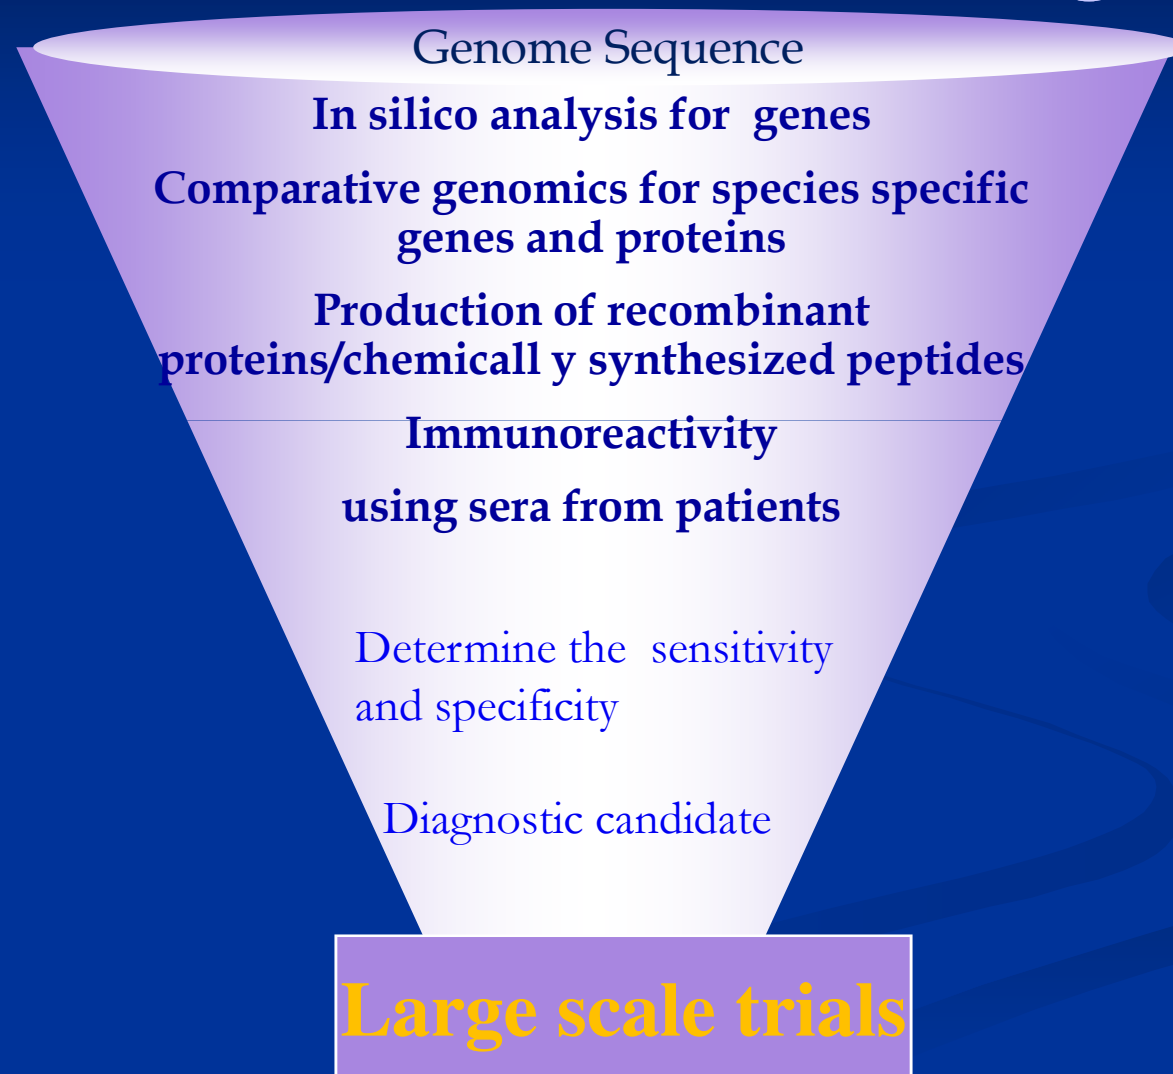 Genome Sequence
In silico analysis for genes
Comparative genomics for species specific
genes and proteins
Production of recombinant
proteins/chemicall y synthesized peptides
Immunoreactivity
using sera from patients
Determine the sensitivity
and specificity
Diagnostic candidate
Large scale trials